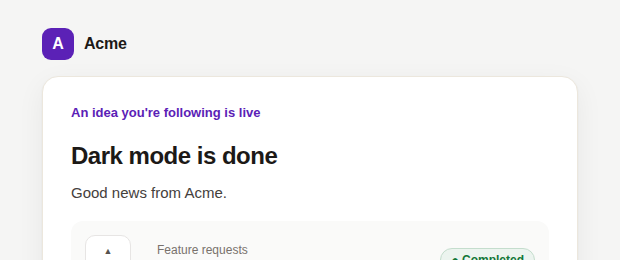 A Acme
An idea you're following is live
Dark mode is done
Good news from Acme.
▲ Feature requests
Completed